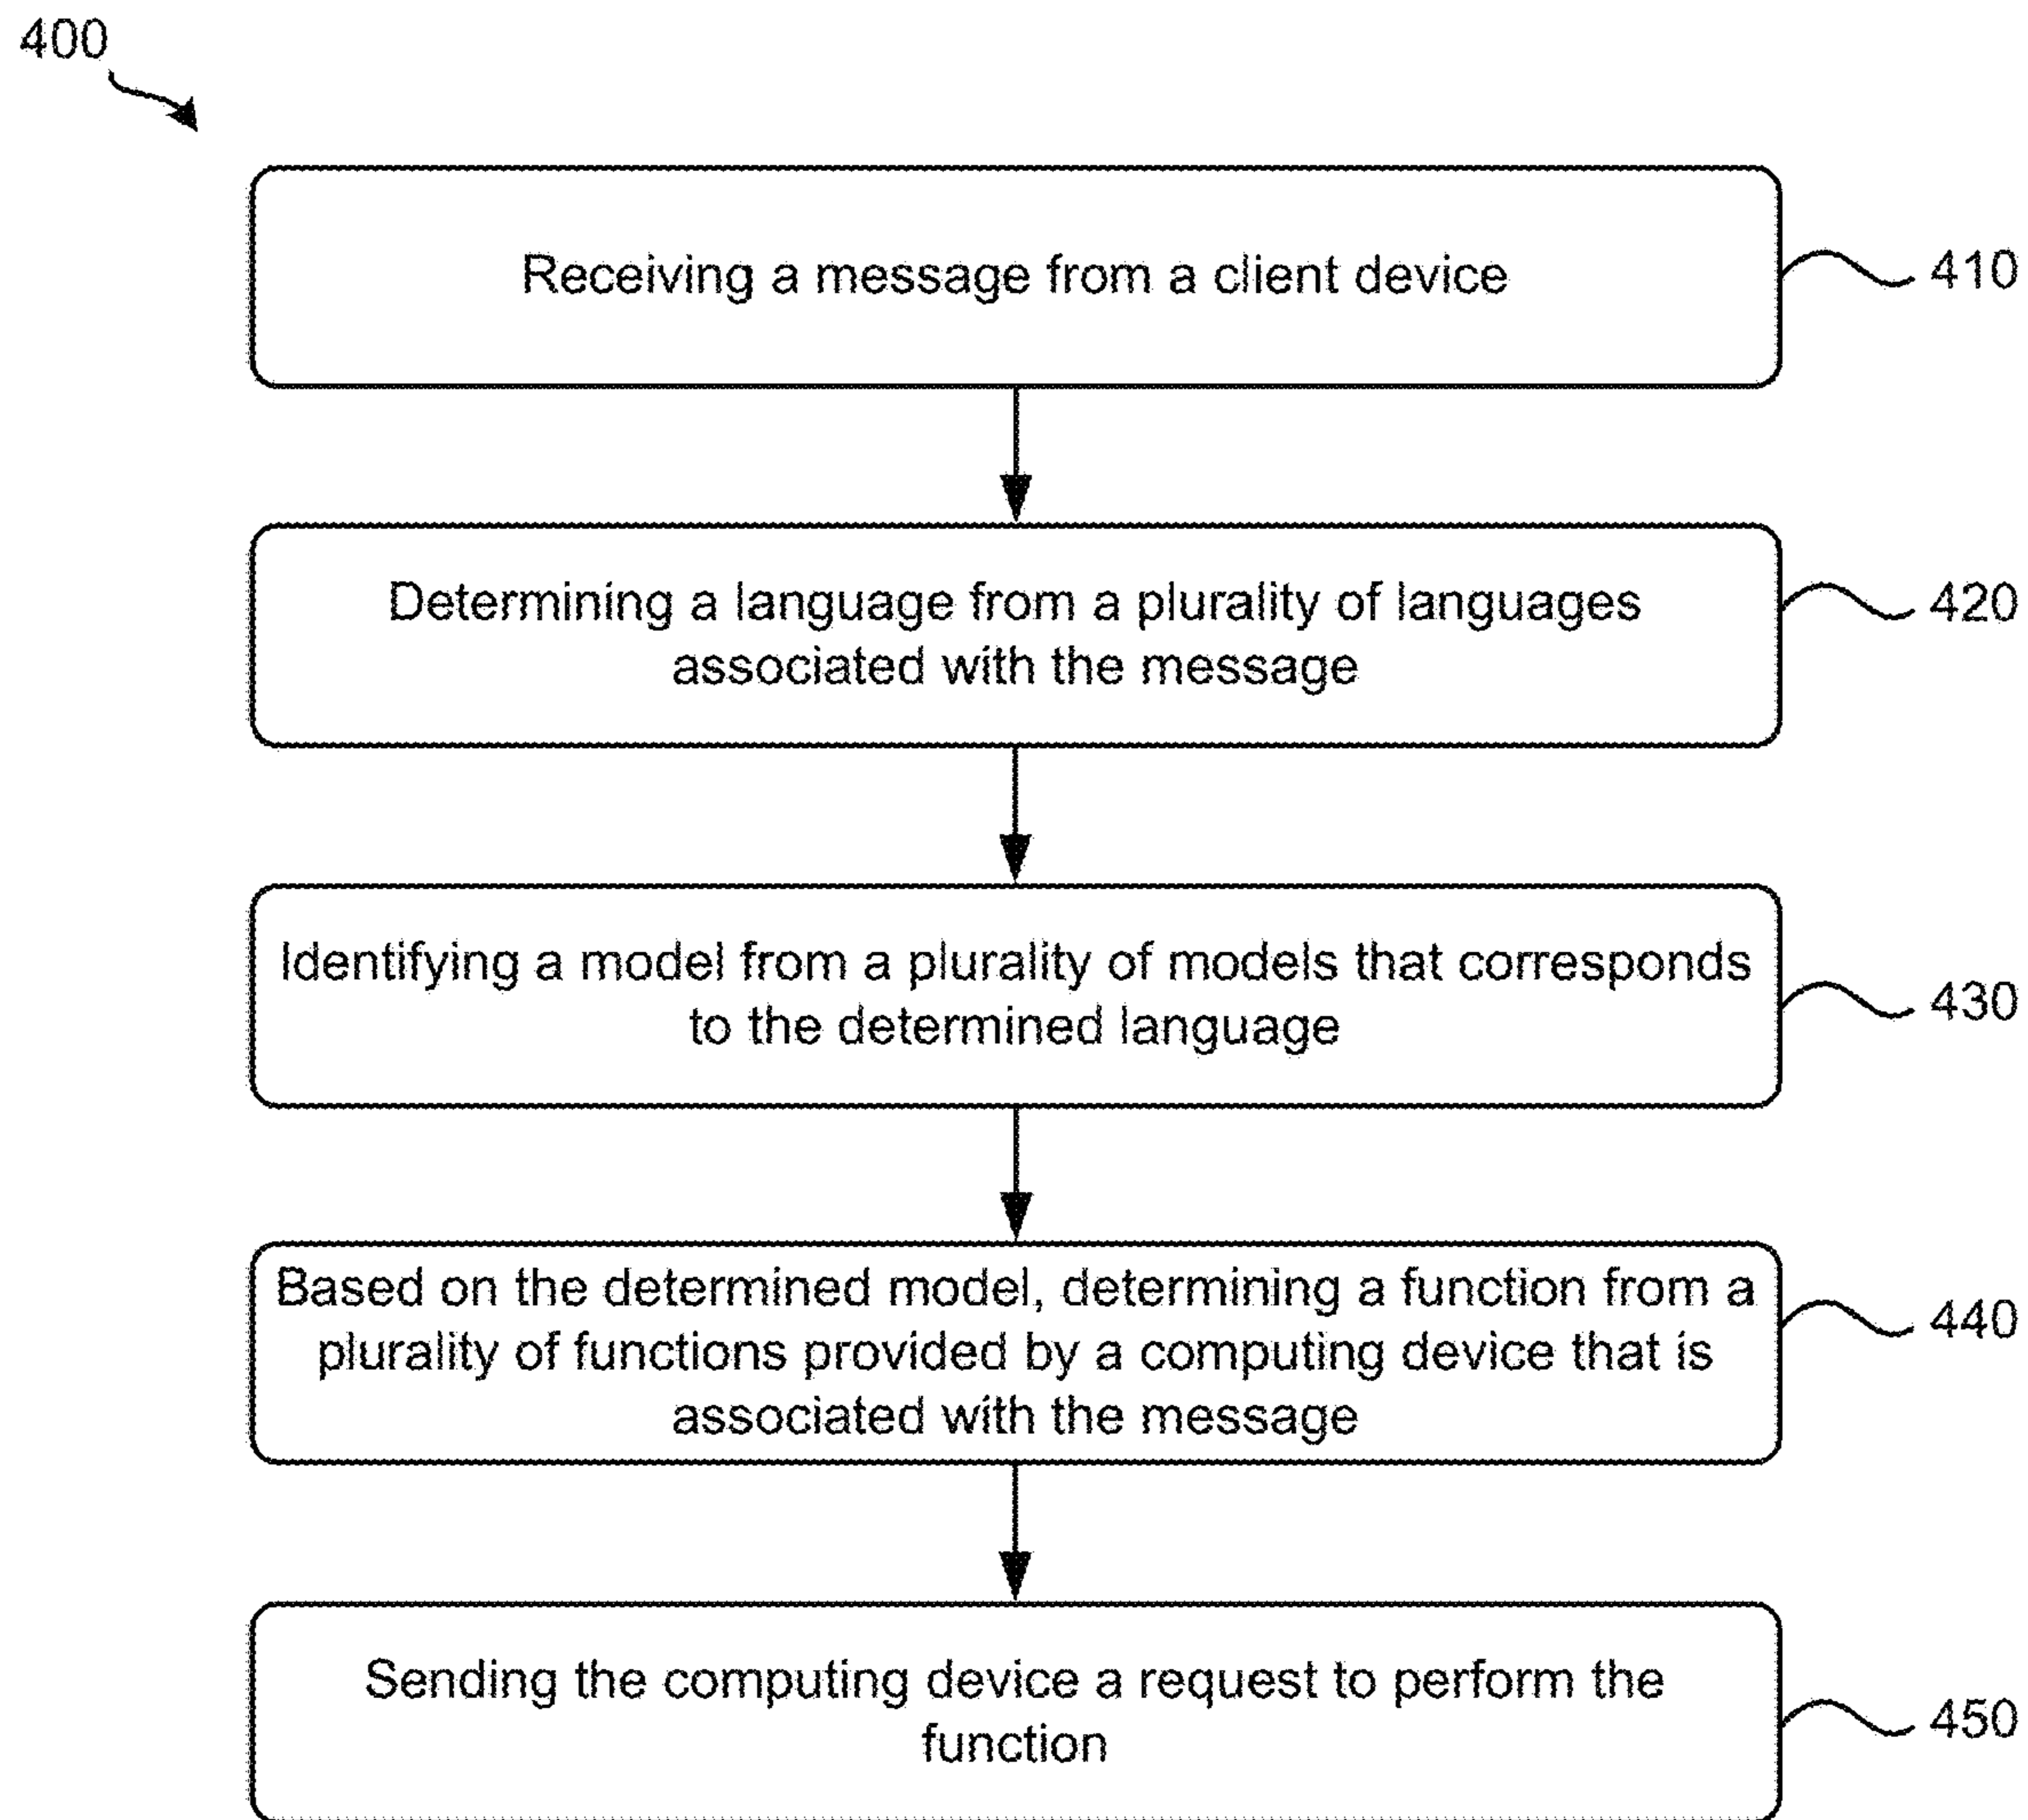 400
Receiving a message from a client device
410
Determining a language from a plurality of languages
associated with the message
420
Identifying a model from a plurality of models that corresponds
to the determined language
430
Based on the determined model, determining a function from a
plurality of functions provided by a computing device that is
associated with the message
440
Sending the computing device a request to perform the
function
450